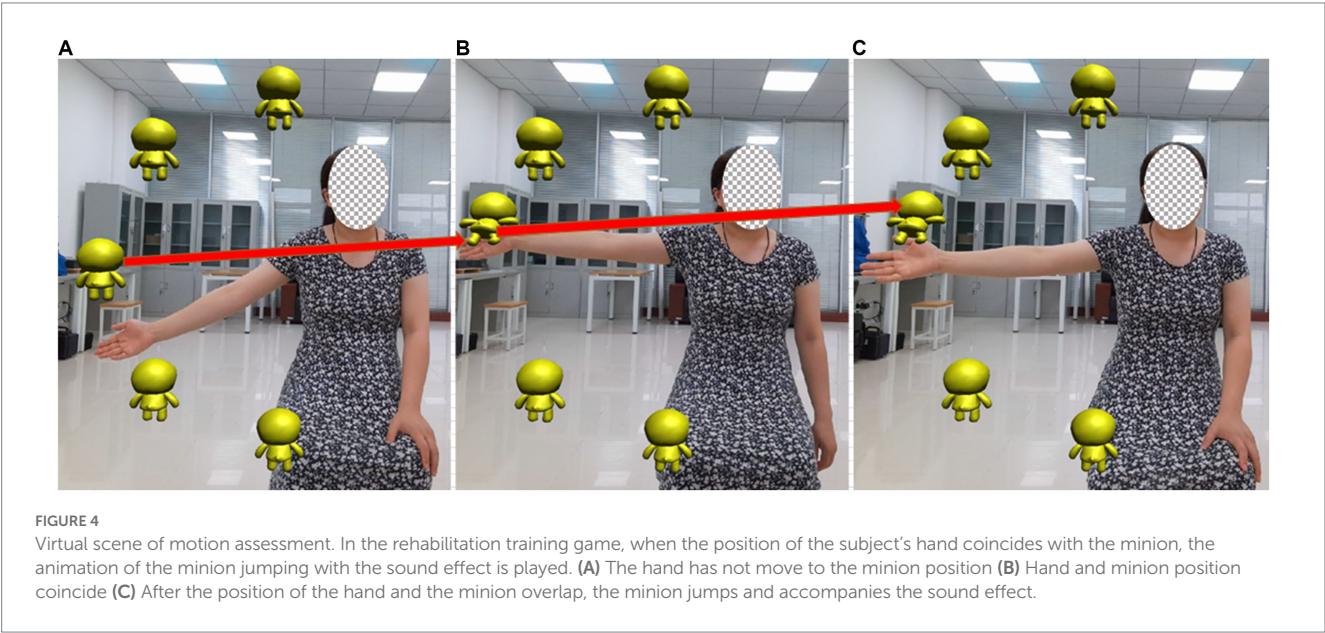 A B C
FIGURE 4
Virtual scene of motion assessment. In the rehabilitation training game, when the position of the subject's hand coincides with the minion, the
animation of the minion jumping with the sound effect is played. (A) The hand has not move to the minion position (B) Hand and minion position
coincide (C) After the position of the hand and the minion overlap, the minion jumps and accompanies the sound effect.